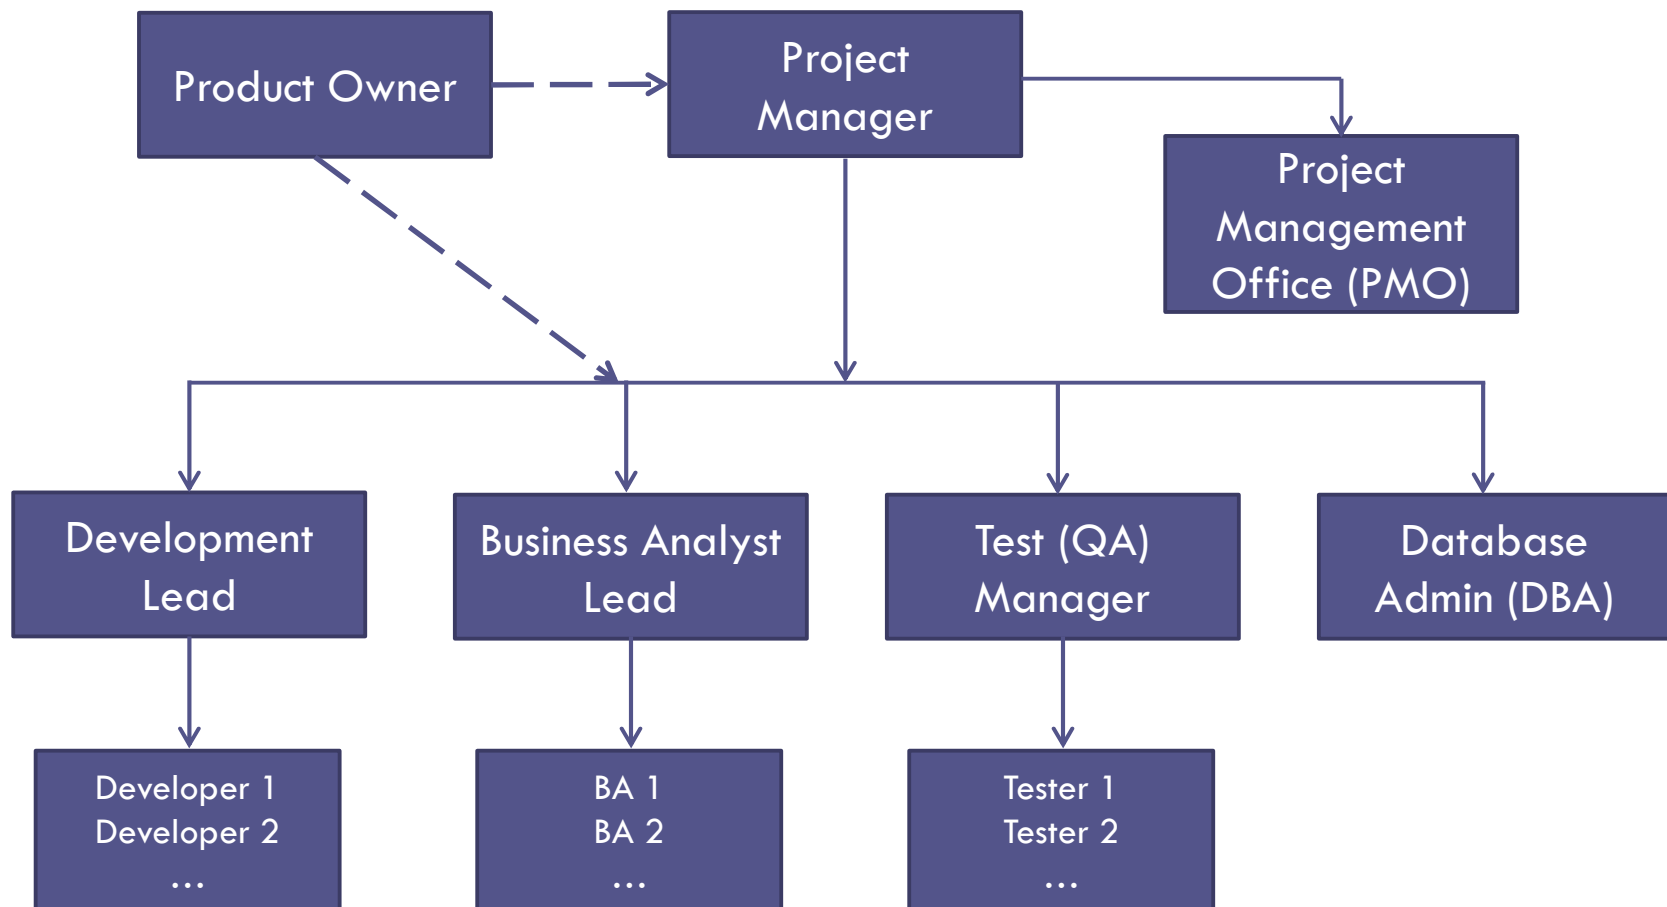 Product Owner
Project
Manager
Project
Management
Office (PMO)
Development
Lead
Business Analyst
Lead
Test (QA)
Manager
Database
Admin (DBA)
Developer 1
Developer 2
...
BA 1
BA 2
...
Tester 1
Tester 2
...